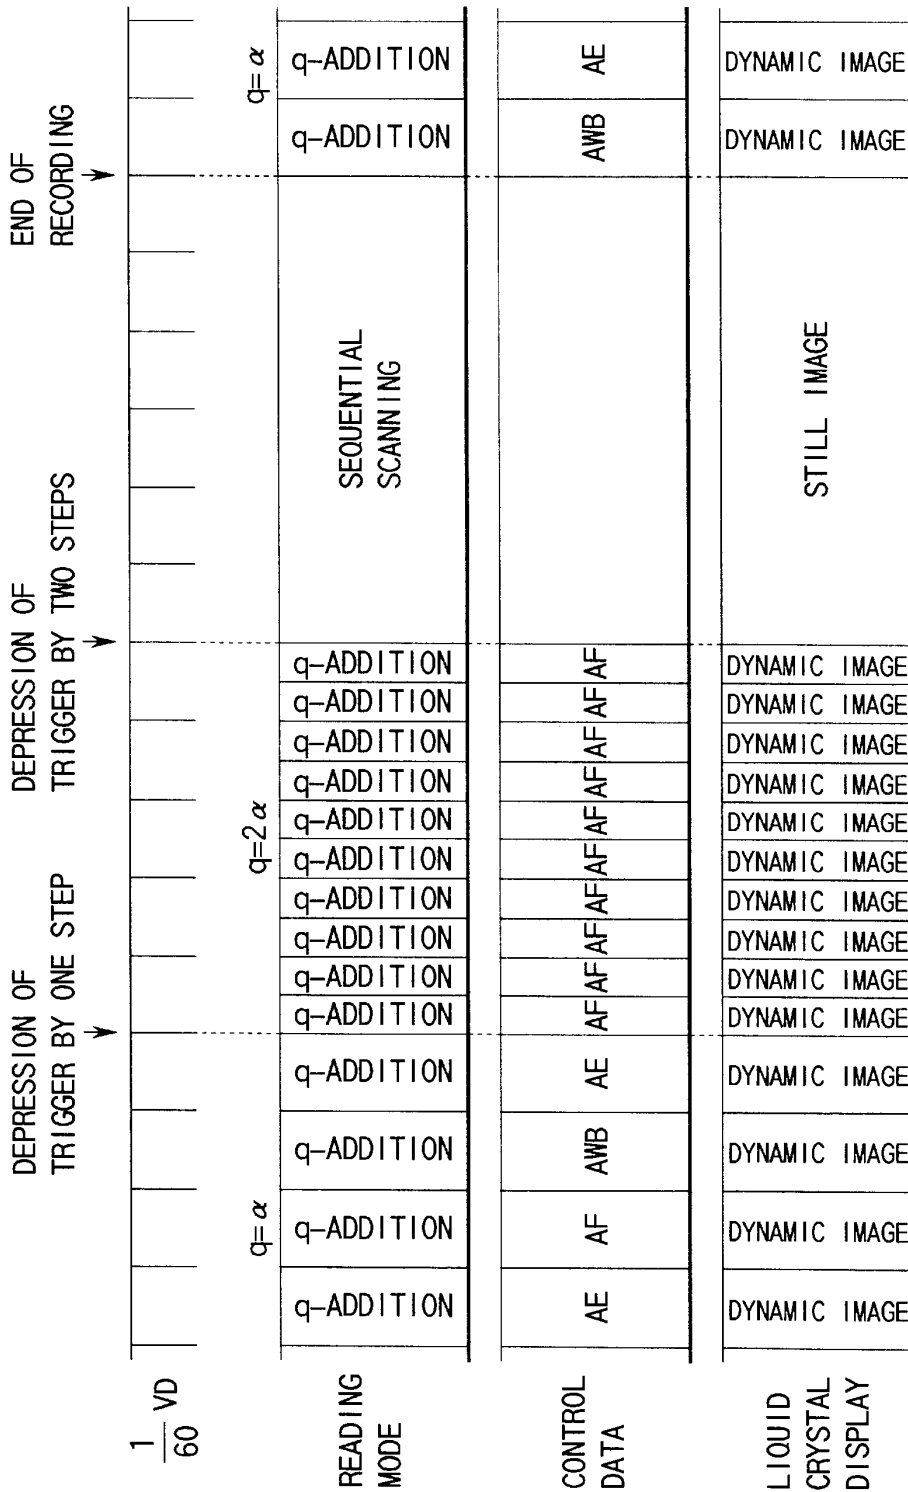 DEPRESSION OF
TRIGGER BY ONE STEP
DEPRESSION OF
TRIGGER BY TWO STEPS
END OF
RECORDING
1/60 VD
q=α
q=2α
q=α
READING
MODE
q-ADDITION
q-ADDITION
q-ADDITION
q-ADDITION
q-ADDITION
q-ADDITION
q-ADDITION
q-ADDITION
q-ADDITION
q-ADDITION
q-ADDITION
q-ADDITION
q-ADDITION
q-ADDITION
SEQUENTIAL
SCANNING
q-ADDITION
q-ADDITION
CONTROL
DATA
AE
AF
AWB
AE
AF
AF
AF
AF
AF
AF
AF
AF
AF
AF
AWB
AE
LIQUID
CRYSTAL
DISPLAY
DYNAMIC IMAGE
DYNAMIC IMAGE
DYNAMIC IMAGE
DYNAMIC IMAGE
DYNAMIC IMAGE
DYNAMIC IMAGE
DYNAMIC IMAGE
DYNAMIC IMAGE
DYNAMIC IMAGE
DYNAMIC IMAGE
DYNAMIC IMAGE
DYNAMIC IMAGE
DYNAMIC IMAGE
DYNAMIC IMAGE
STILL IMAGE
DYNAMIC IMAGE
DYNAMIC IMAGE